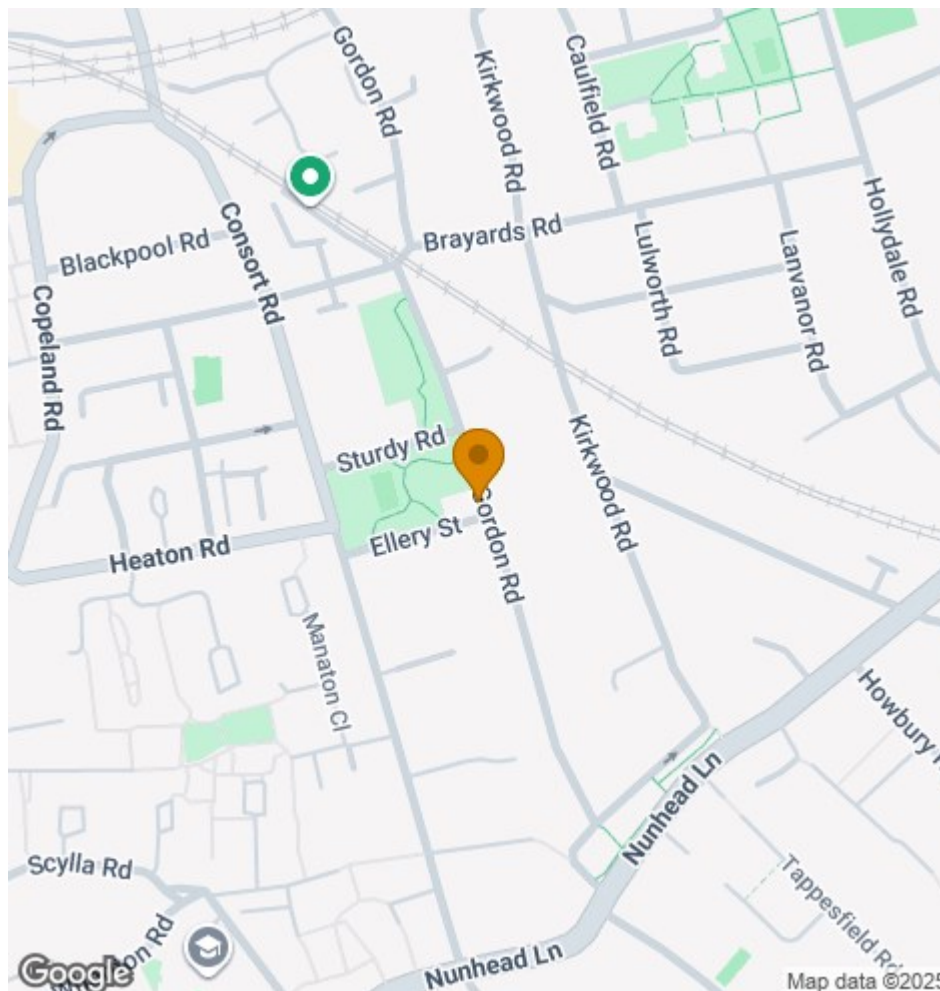 Gordon Rd
Kirkwood Rd
Caulfield Rd
Hollydale Rd
Brayards Rd
Blackpool Rd
Consort Rd
Lulworth Rd
Lanvanor Rd
Copeland Rd
Sturdy Rd
Kirkwood Rd
Gordon Rd
Ellery St
Heaton Rd
Manaton Cl
Howbury
Nunhead Ln
Scylla Rd
Tappesfield Rd
Rd
Nunhead Ln
Google
Map data ©2025